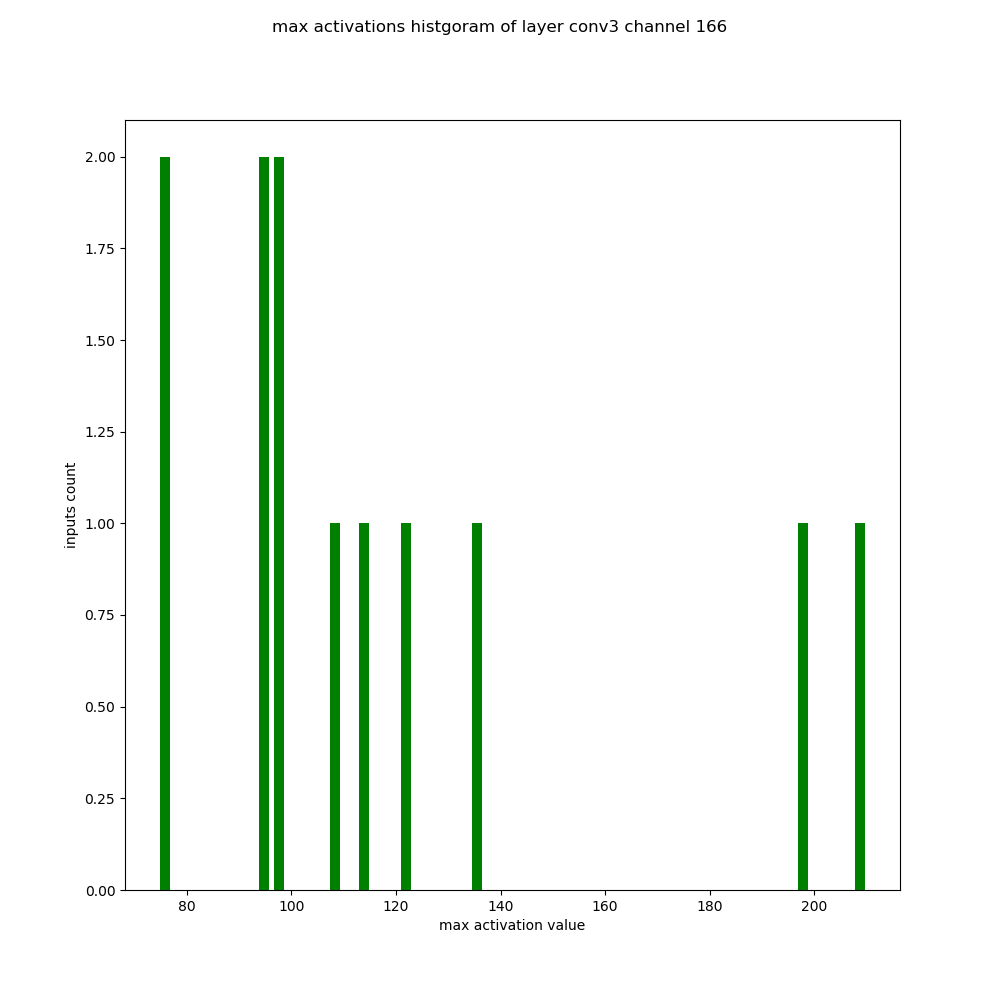 max activations histgoram of layer conv3 channel 166
2.00
1.75
1.50
1.25
1.00
0.75
0.50
0.25
0.00
inputs count
80 100 120 140 160 180 200
max activation value